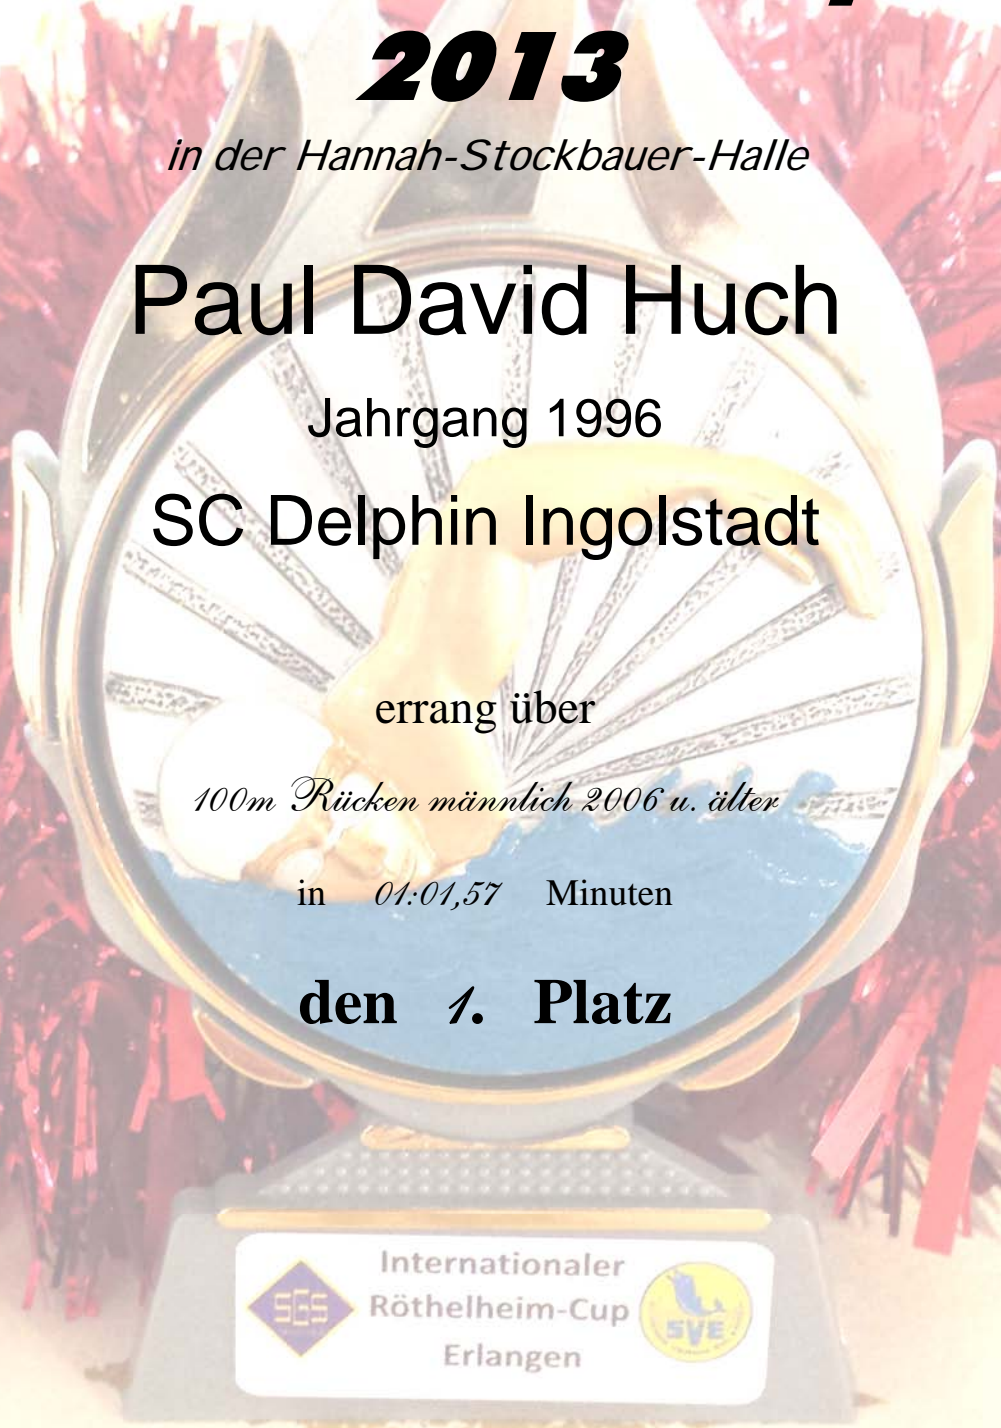 2013
in der Hannah-Stockbauer-Halle
Paul David Huch
Jahrgang 1996
SC Delphin Ingolstadt
errang über
100m Rücken männlich 2006 u. älter
in 01:01,57 Minuten
den 1. Platz
Internationaler
Röthelheim-Cup
Erlangen
SGS
SVE